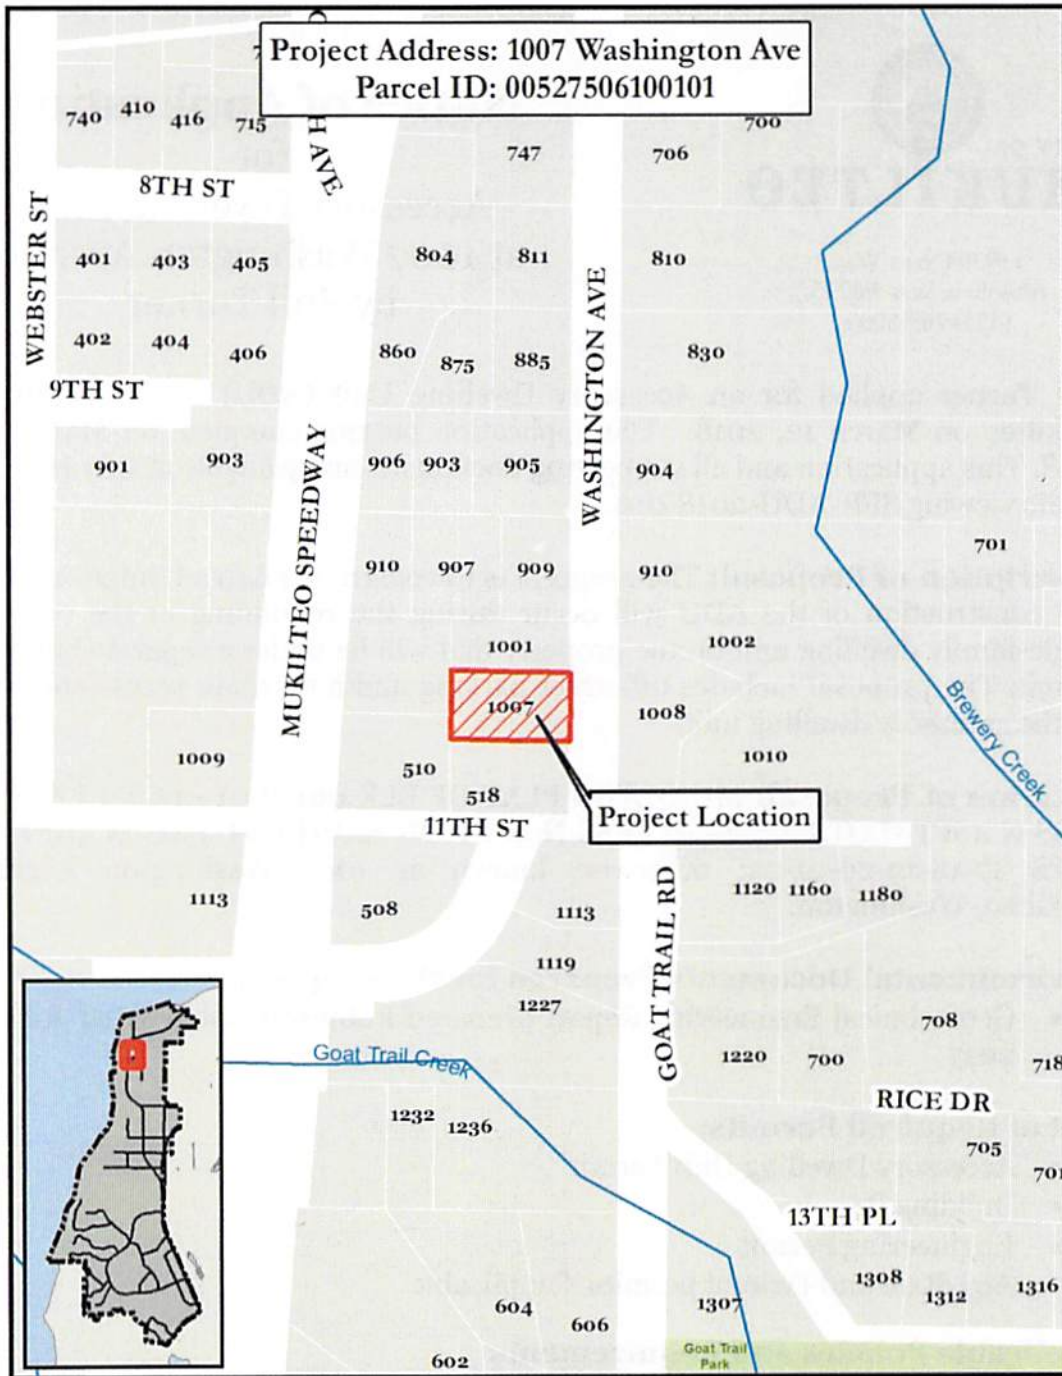 Project Address: 1007 Washington Ave
Parcel ID: 00527506100101
740 410 416 715
AVE
747 706 700
8TH ST
WEBSTER ST
401 403 405 804 811 810
WASHINGTON AVE
402 404 406 860 875 885 830
9TH ST
901 903 906 903 905 904
MUKILTEO SPEEDWAY
910 907 909 910 701
1001 1002
1007 1008
Brewery Creek
1009 510 1010
518
Project Location
11TH ST
1113 508 1113 1120 1160 1180
GOAT TRAIL RD
1119
1227 708
Goat Trail Creek
1220 700 718
RICE DR
1232 1236 705
701
13TH PL
1308 1316
604 1307 1312
606
602
Goat Trail
Park